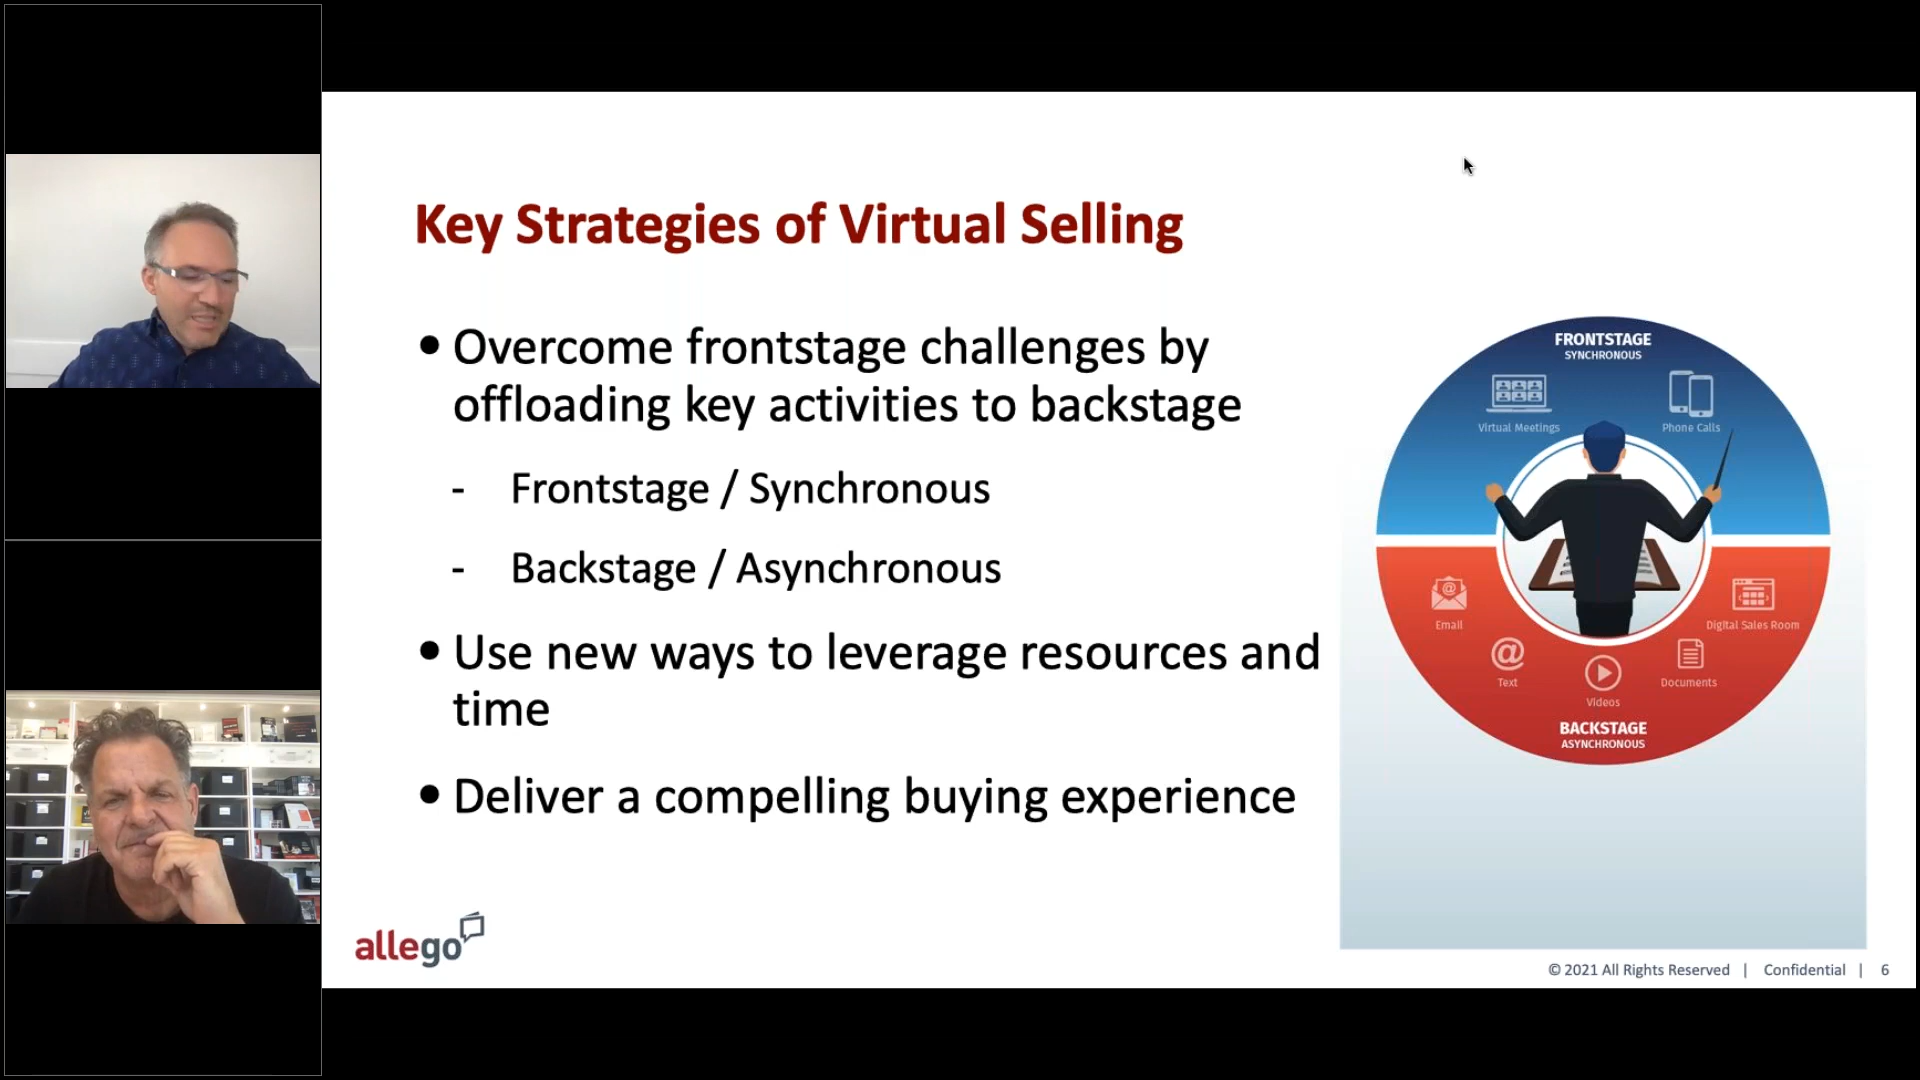 Key Strategies of Virtual Selling
• Overcome frontstage challenges by
offloading key activities to backstage
- Frontstage / Synchronous
- Backstage / Asynchronous
• Use new ways to leverage resources and
time
• Deliver a compelling buying experience
FRONTSTAGE
SYNCHRONOUS
Virtual Meetings
Phone Calls
Email
Digital Sales Room
@
Text
Documents
Videos
BACKSTAGE
ASYNCHRONOUS
allego
© 2021 All Rights Reserved | Confidential | 6